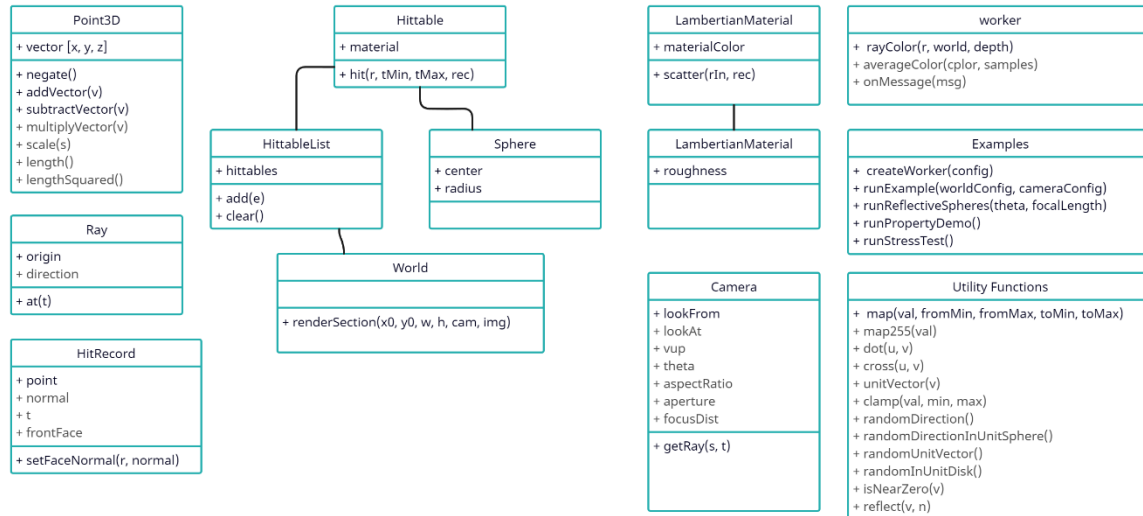 Point3D
+ vector [x, y, z]
+ negate()
+ addVector(v)
+ subtractVector(v)
+ multiplyVector(v)
+ scale(s)
+ length()
+ lengthSquared()
Ray
+ origin
+ direction
+ at(t)
HitRecord
+ point
+ normal
+ t
+ frontFace
+ setFaceNormal(r, normal)
Hittable
+ material
+ hit(r, tMin, tMax, rec)
HittableList
+ hittables
+ add(e)
+ clear()
Sphere
+ center
+ radius
World
+ renderSection(x0, y0, w, h, cam, img)
LambertianMaterial
+ materialColor
+ scatter(rIn, rec)
LambertianMaterial
+ roughness
Camera
+ lookFrom
+ lookAt
+ vup
+ theta
+ aspectRatio
+ aperture
+ focusDist
+ getRay(s, t)
worker
+ rayColor(r, world, depth)
+ averageColor(cplor, samples)
+ onMessage(msg)
Examples
+ createWorker(config)
+ runExample(worldConfig, cameraConfig)
+ runReflectiveSpheres(theta, focalLength)
+ runPropertyDemo()
+ runStressTest()
Utility Functions
+ map(val, fromMin, fromMax, toMin, toMax)
+ map255(val)
+ dot(u, v)
+ cross(u, v)
+ unitVector(v)
+ clamp(val, min, max)
+ randomDirection()
+ randomDirectionInUnitSphere()
+ randomUnitVector()
+ randomInUnitDisk()
+ isNearZero(v)
+ reflect(v, n)